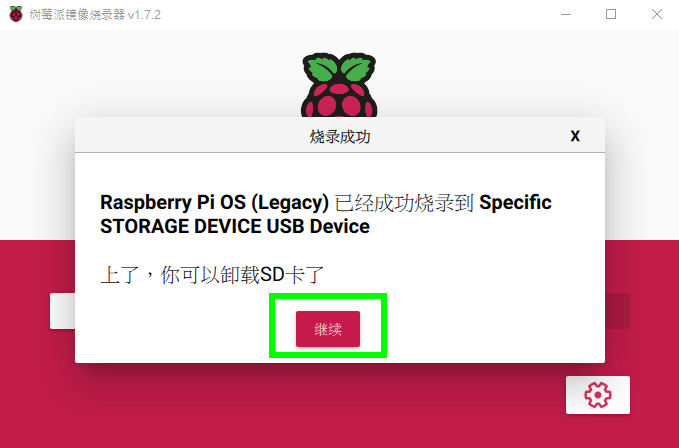 树莓派镜像烧录器 v1.7.2
烧录成功 X
Raspberry Pi OS (Legacy) 已经成功烧录到 Specific
STORAGE DEVICE USB Device
上了，你可以卸载SD卡了
继续